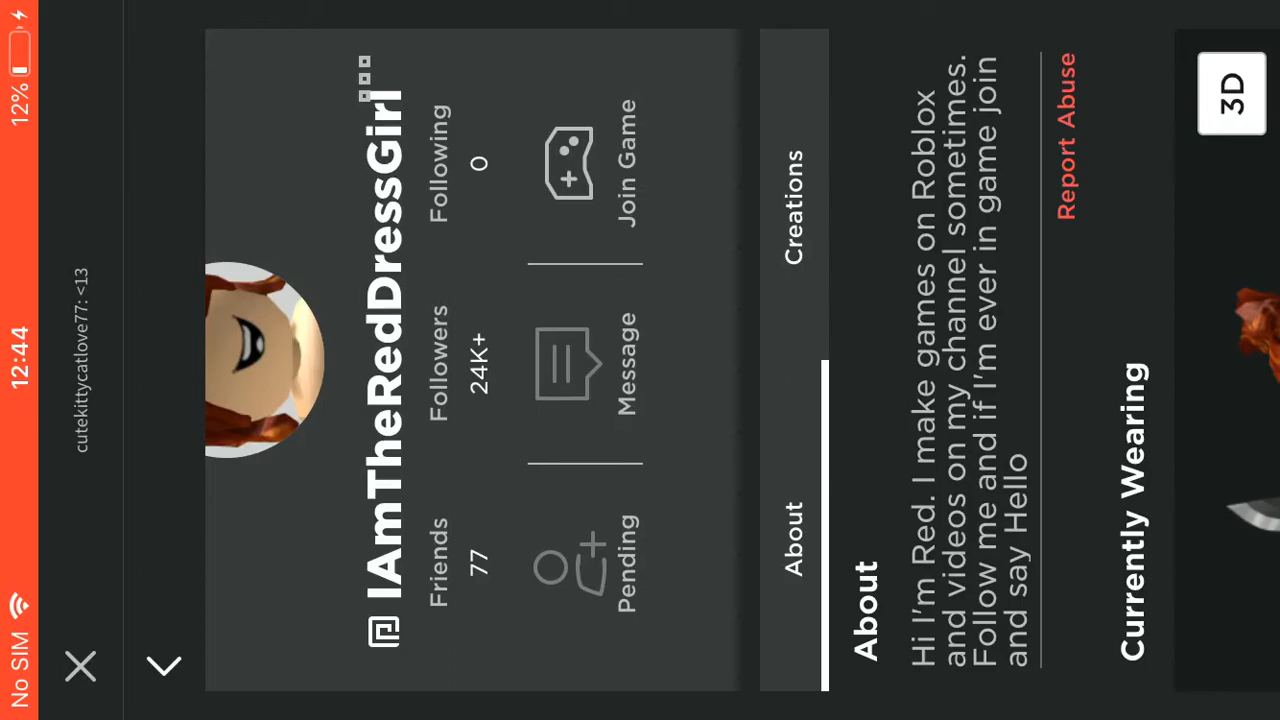 No SIM 12:44 12%
cutekittycatlove77: <13
IAmTheRedDressGirl
Friends Followers Following
77 24K+ 0
Pending Message Join Game
About Creations
About
Hi I'm Red. I make games on Roblox
and videos on my channel sometimes.
Follow me and if I'm ever in game join
and say Hello
Report Abuse
Currently Wearing
3D